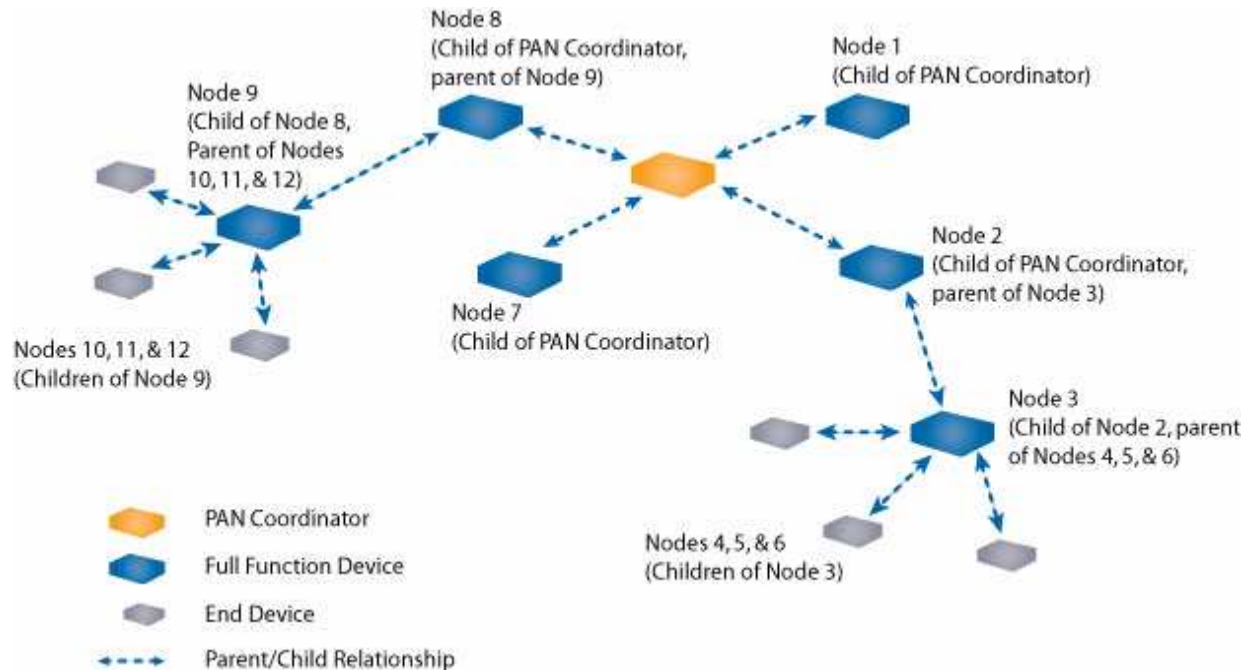 Node 8
(Child of PAN Coordinator,
parent of Node 9)
Node 1
(Child of PAN Coordinator)
Node 9
(Child of Node 8,
Parent of Nodes
10, 11, & 12)
Node 2
(Child of PAN Coordinator,
parent of Node 3)
Node 7
(Child of PAN Coordinator)
Nodes 10, 11, & 12
(Children of Node 9)
Node 3
(Child of Node 2, parent
of Nodes 4, 5, & 6)
Nodes 4, 5, & 6
(Children of Node 3)
PAN Coordinator
Full Function Device
End Device
Parent/Child Relationship